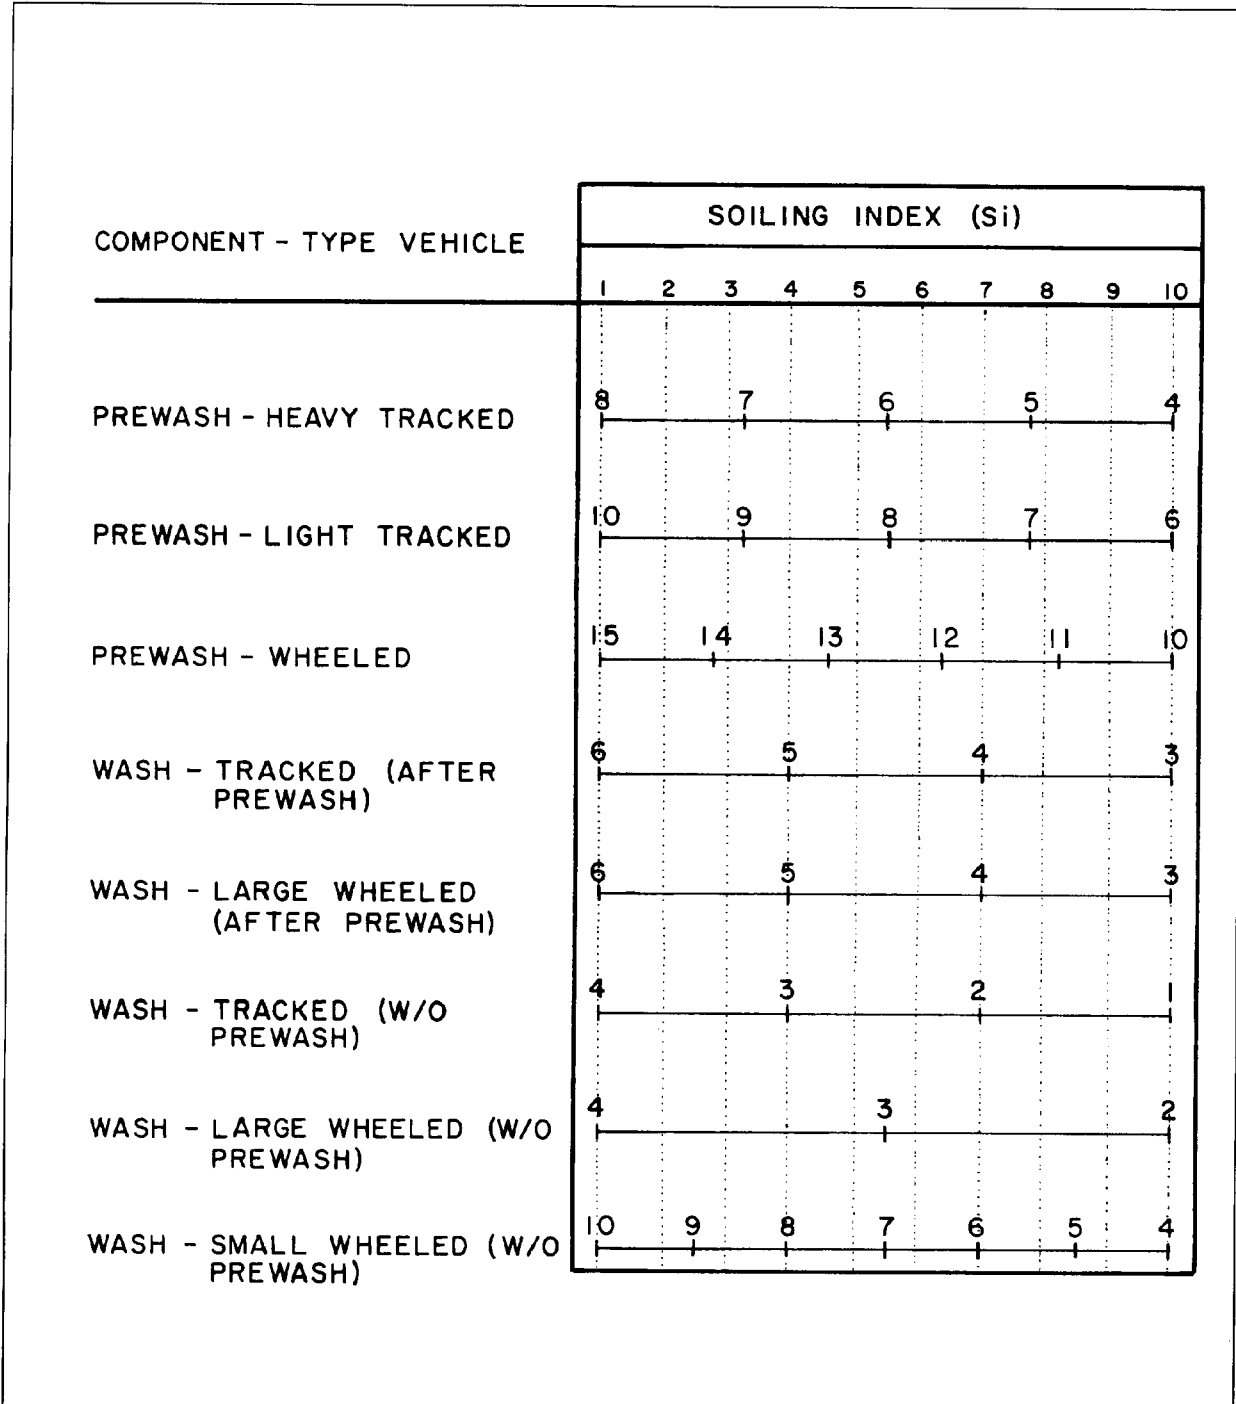 SOILING INDEX (Si)
COMPONENT - TYPE VEHICLE
1 2 3 4 5 6 7 8 9 10
PREWASH - HEAVY TRACKED 8 7 6 5 4
PREWASH - LIGHT TRACKED 10 9 8 7 6
PREWASH - WHEELED 15 14 13 12 11 10
WASH - TRACKED (AFTER 6 5 4 3
PREWASH)
WASH - LARGE WHEELED 6 5 4 3
(AFTER PREWASH)
WASH - TRACKED (W/O 4 3 2 1
PREWASH)
WASH - LARGE WHEELED (W/O 4 3 2
PREWASH)
WASH - SMALL WHEELED (W/O 10 9 8 7 6 5 4
PREWASH)